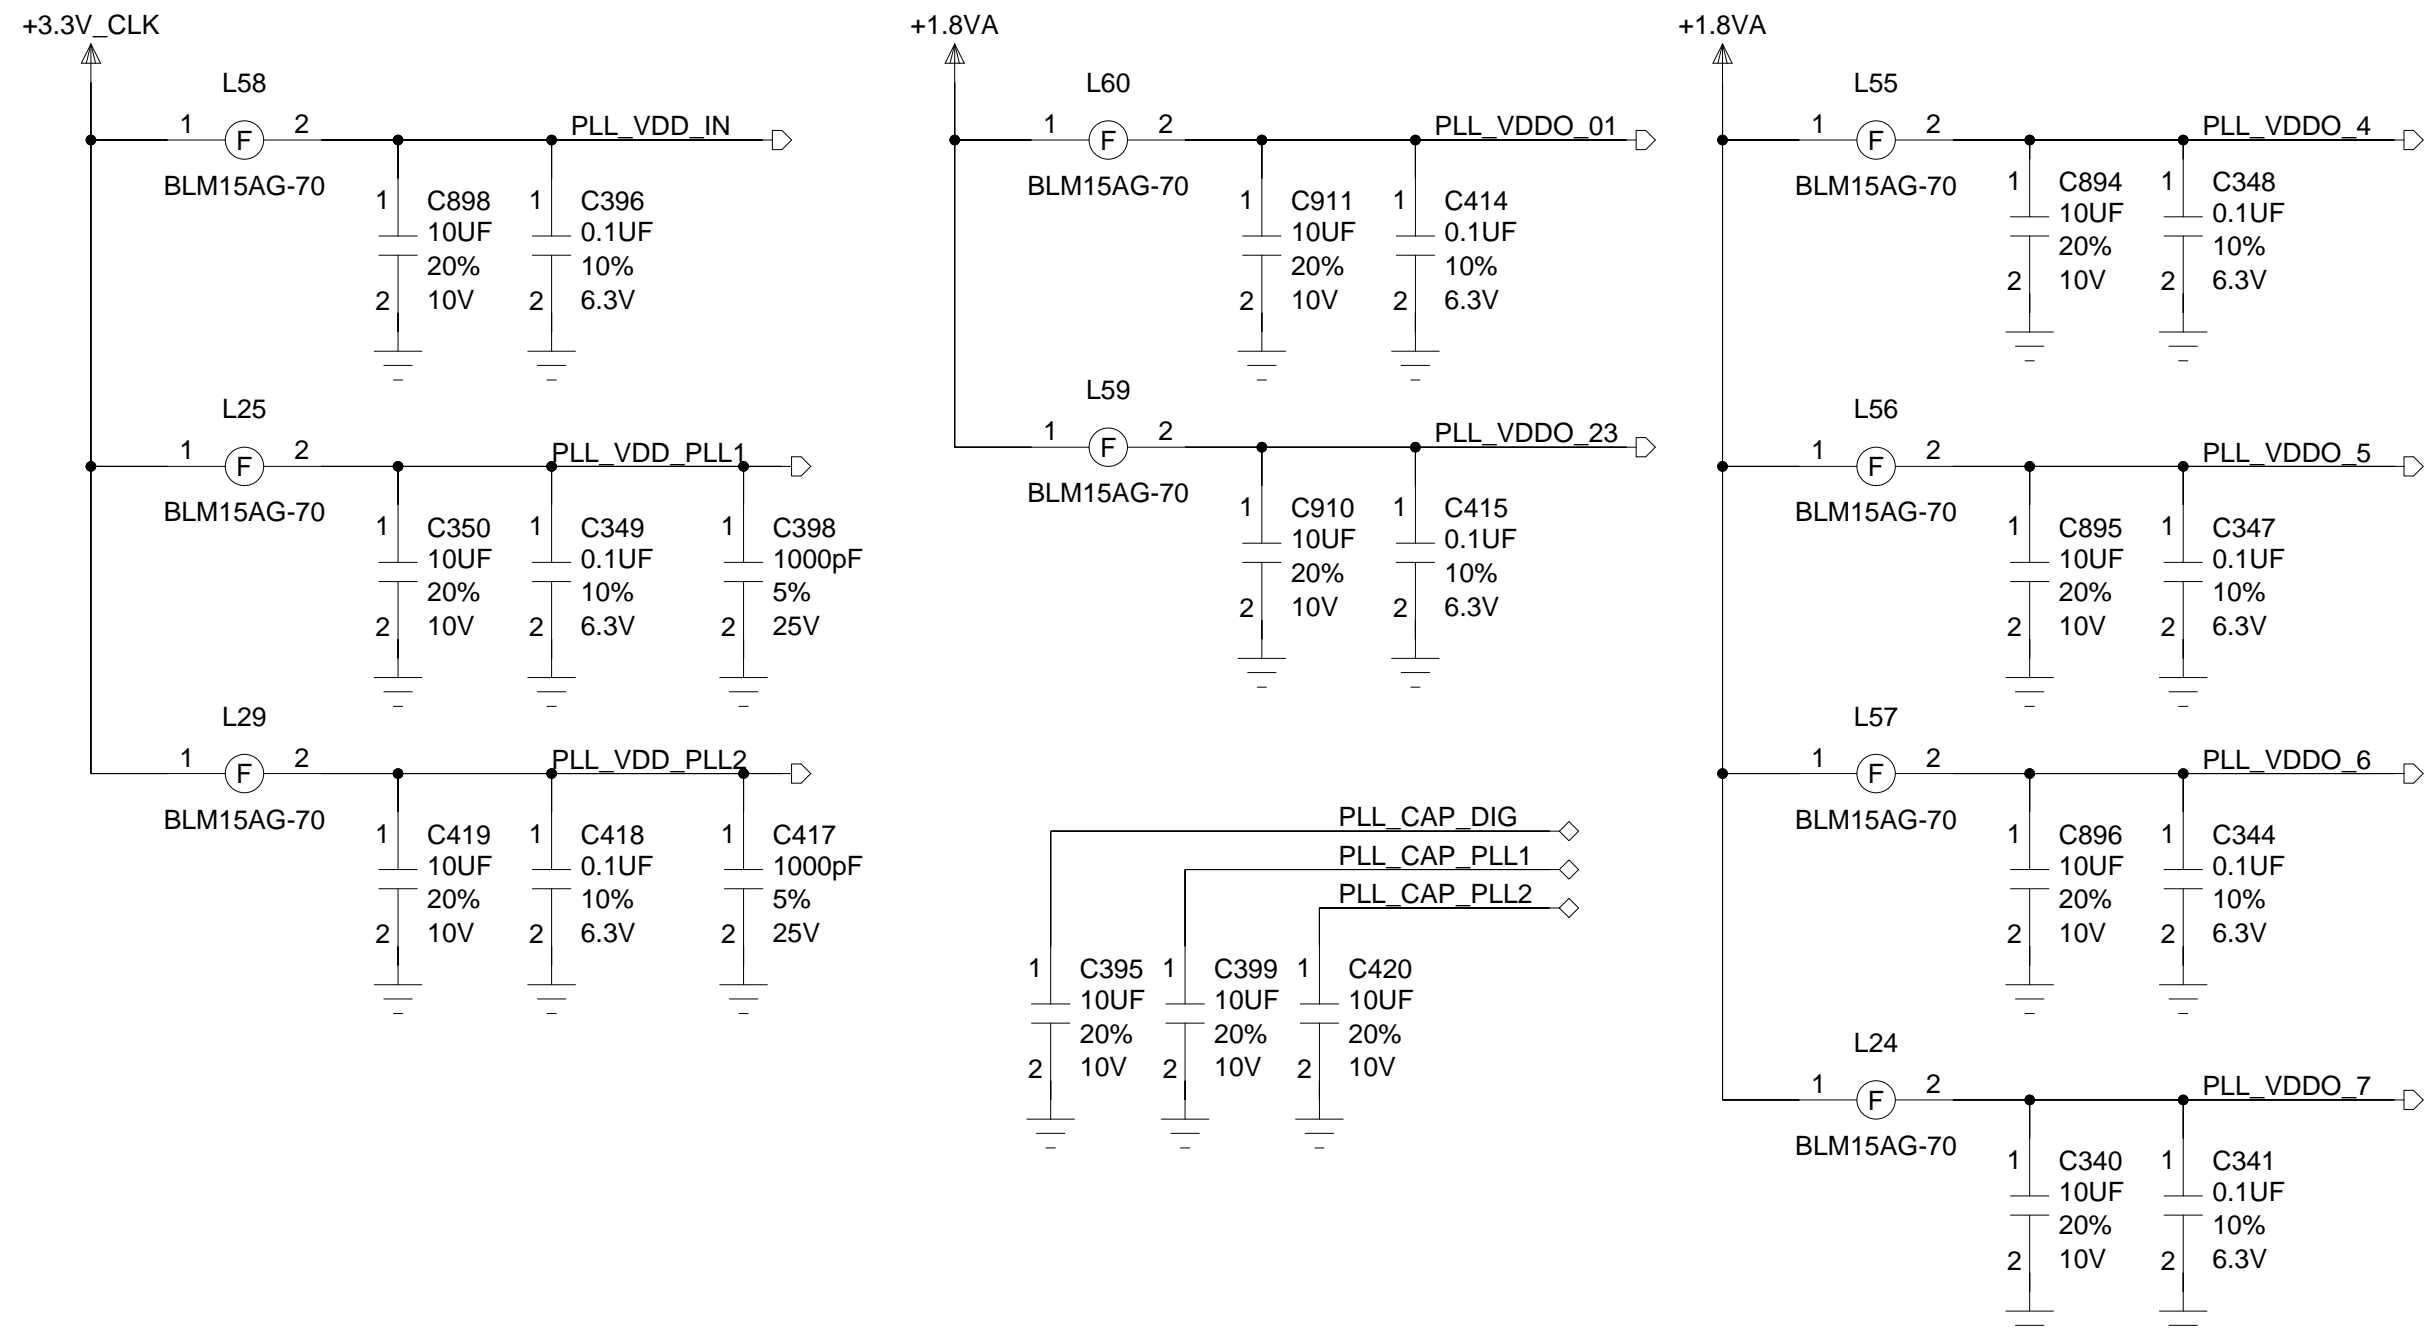 +3.3V_CLK
L58
1
F
2
PLL_VDD_IN
BLM15AG-70
1
C898
10UF
20%
10V
2
1
C396
0.1UF
10%
6.3V
2
L25
1
F
2
PLL_VDD_PLL1
BLM15AG-70
1
C350
10UF
20%
10V
2
1
C349
0.1UF
10%
6.3V
2
1
C398
1000pF
5%
25V
2
L29
1
F
2
PLL_VDD_PLL2
BLM15AG-70
1
C419
10UF
20%
10V
2
1
C418
0.1UF
10%
6.3V
2
1
C417
1000pF
5%
25V
2
+1.8VA
L60
1
F
2
PLL_VDDO_01
BLM15AG-70
1
C911
10UF
20%
10V
2
1
C414
0.1UF
10%
6.3V
2
L59
1
F
2
PLL_VDDO_23
BLM15AG-70
1
C910
10UF
20%
10V
2
1
C415
0.1UF
10%
6.3V
2
PLL_CAP_DIG
PLL_CAP_PLL1
PLL_CAP_PLL2
1
C395
10UF
20%
10V
2
1
C399
10UF
20%
10V
2
1
C420
10UF
20%
10V
2
+1.8VA
L55
1
F
2
PLL_VDDO_4
BLM15AG-70
1
C894
10UF
20%
10V
2
1
C348
0.1UF
10%
6.3V
2
L56
1
F
2
PLL_VDDO_5
BLM15AG-70
1
C895
10UF
20%
10V
2
1
C347
0.1UF
10%
6.3V
2
L57
1
F
2
PLL_VDDO_6
BLM15AG-70
1
C896
10UF
20%
10V
2
1
C344
0.1UF
10%
6.3V
2
L24
1
F
2
PLL_VDDO_7
BLM15AG-70
1
C340
10UF
20%
10V
2
1
C341
0.1UF
10%
6.3V
2